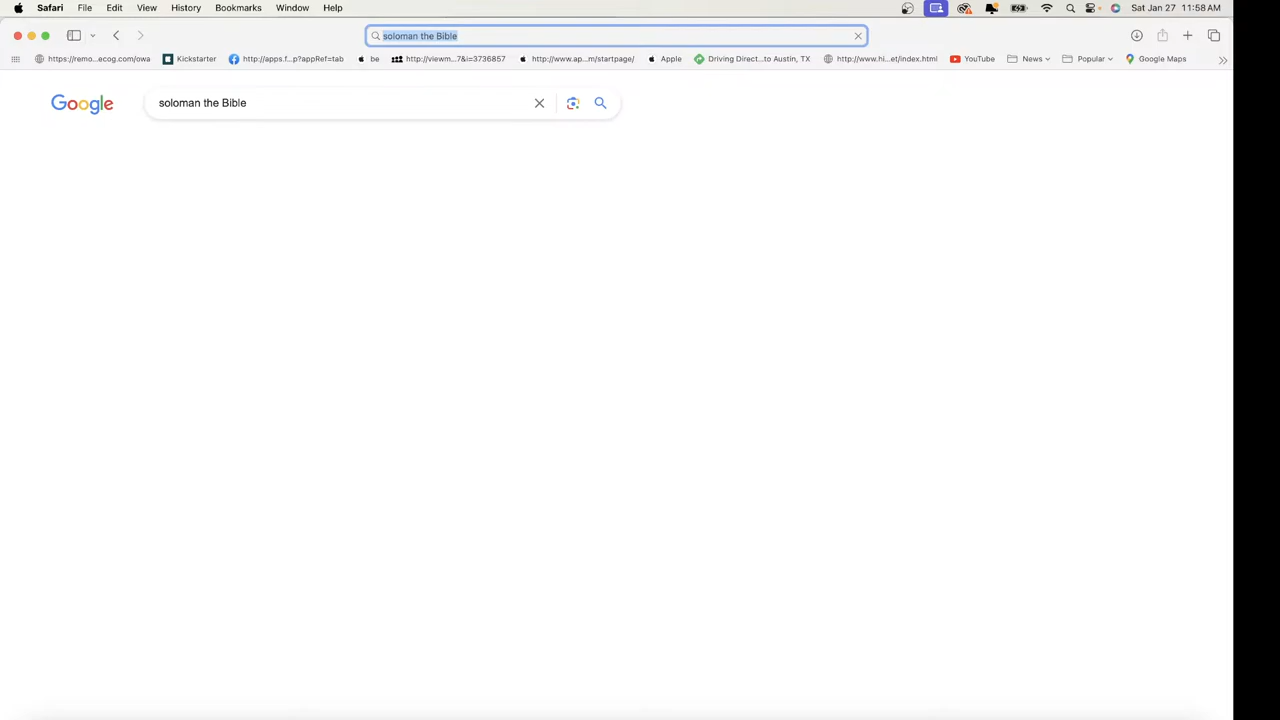 Safari File Edit View History Bookmarks Window Help Sat Jan 27 11:58 AM
soloman the Bible
https://remo...ecog.com/owa Kickstarter http://apps.f...p?appRef=tab be http://viewm...7&i=3736857 http://www.ap...m/startpage/ Apple Driving Direct...to Austin, TX http://www.hi...et/index.html YouTube News Popular Google Maps
Google soloman the Bible